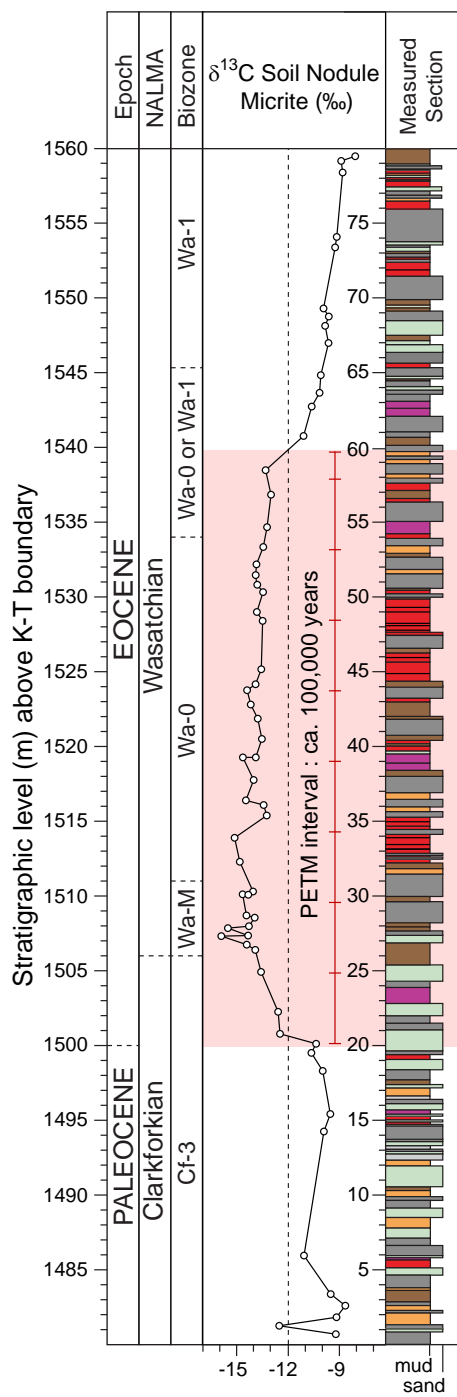 Epoch
NALMA
Biozone
δ13C Soil Nodule
Micrite (‰)
Measured
Section
Stratigraphic level (m) above K-T boundary
1560
1555
1550
1545
1540
1535
1530
1525
1520
1515
1510
1505
1500
1495
1490
1485
EOCENE
PALEOCENE
Wasatchian
Clarkforkian
Wa-1
Wa-0 or Wa-1
Wa-0
Wa-M
Cf-3
PETM interval : ca. 100,000 years
75
70
65
60
55
50
45
40
35
30
25
20
15
10
5
-15 -12 -9
mud
sand